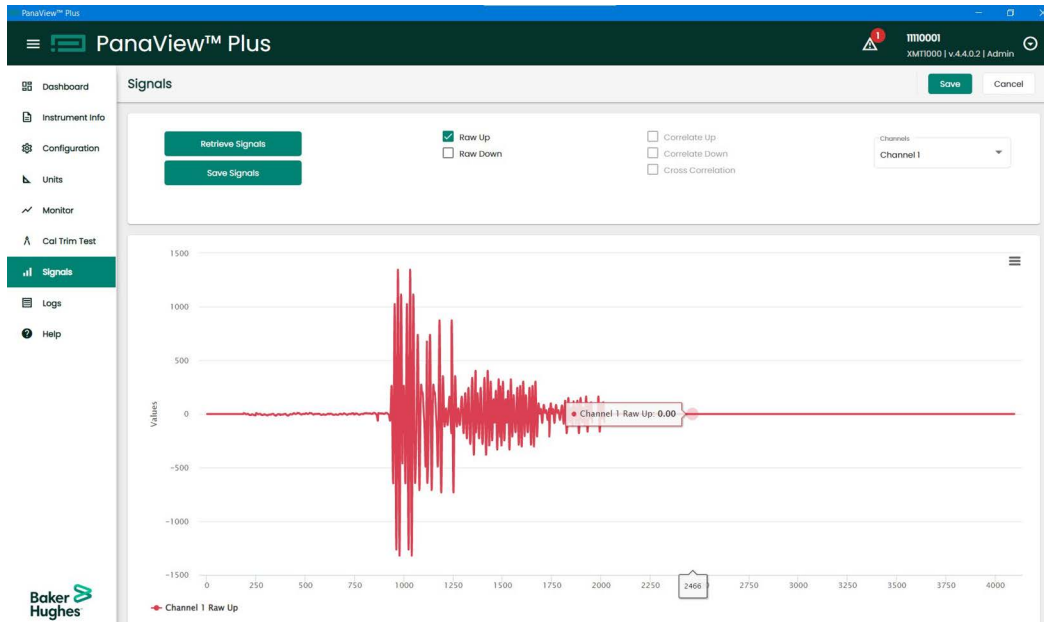 PanaView™ Plus
PanaView™ Plus
1
11110001
XMT1000 | v.4.4.0.2 | Admin
Dashboard
Instrument Info
Configuration
Units
Monitor
Cal Trim Test
Signals
Logs
Help
Baker
Hughes
Signals
Save
Cancel
Retrieve Signals
Save Signals
Raw Up
Raw Down
Correlate Up
Correlate Down
Cross Correlation
Channels
Channel 1
Values
1500
1000
500
0
-500
-1000
-1500
Channel 1 Raw Up: 0.00
0 250 500 750 1000 1250 1500 1750 2000 2250 2466 2750 3000 3250 3500 3750 4000
Channel 1 Raw Up